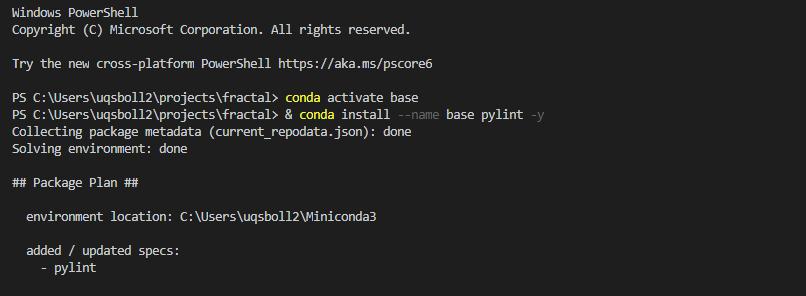 Windows PowerShell
Copyright (C) Microsoft Corporation. All rights reserved.
Try the new cross-platform PowerShell https://aka.ms/pscore6
PS C:\Users\uqsboll2\projects\fractal> conda activate base
PS C:\Users\uqsboll2\projects\fractal> & conda install --name base pylint -y
Collecting package metadata (current_repodata.json): done
Solving environment: done
## Package Plan ##
environment location: C:\Users\uqsboll2\Miniconda3
added / updated specs:
- pylint